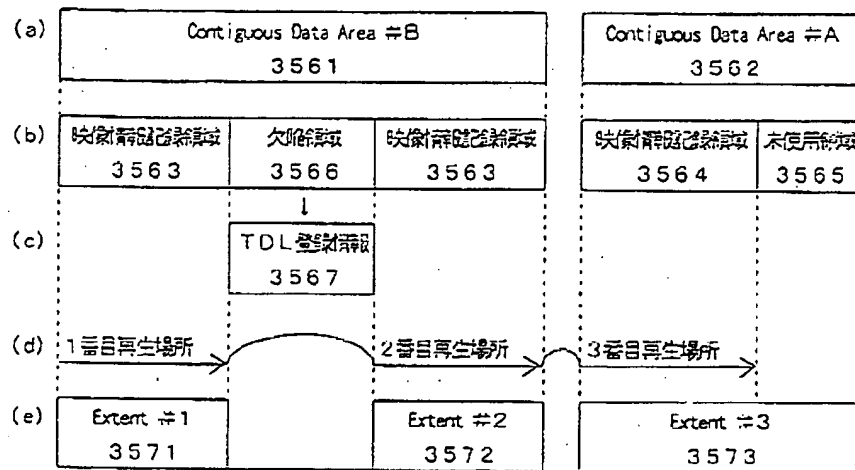 (a) Contiguous Data Area #B Contiguous Data Area #A
3561 3562
(b) 映像情報記録領域 欠陥領域 映像情報記録領域 映像情報記録領域 未使用領域
3563 3566 3563 3564 3565
↓
(c) TDL登録情報
3567
(d) 1番目再生場所 2番目再生場所 3番目再生場所
(e) Extent #1 Extent #2 Extent #3
3571 3572 3573